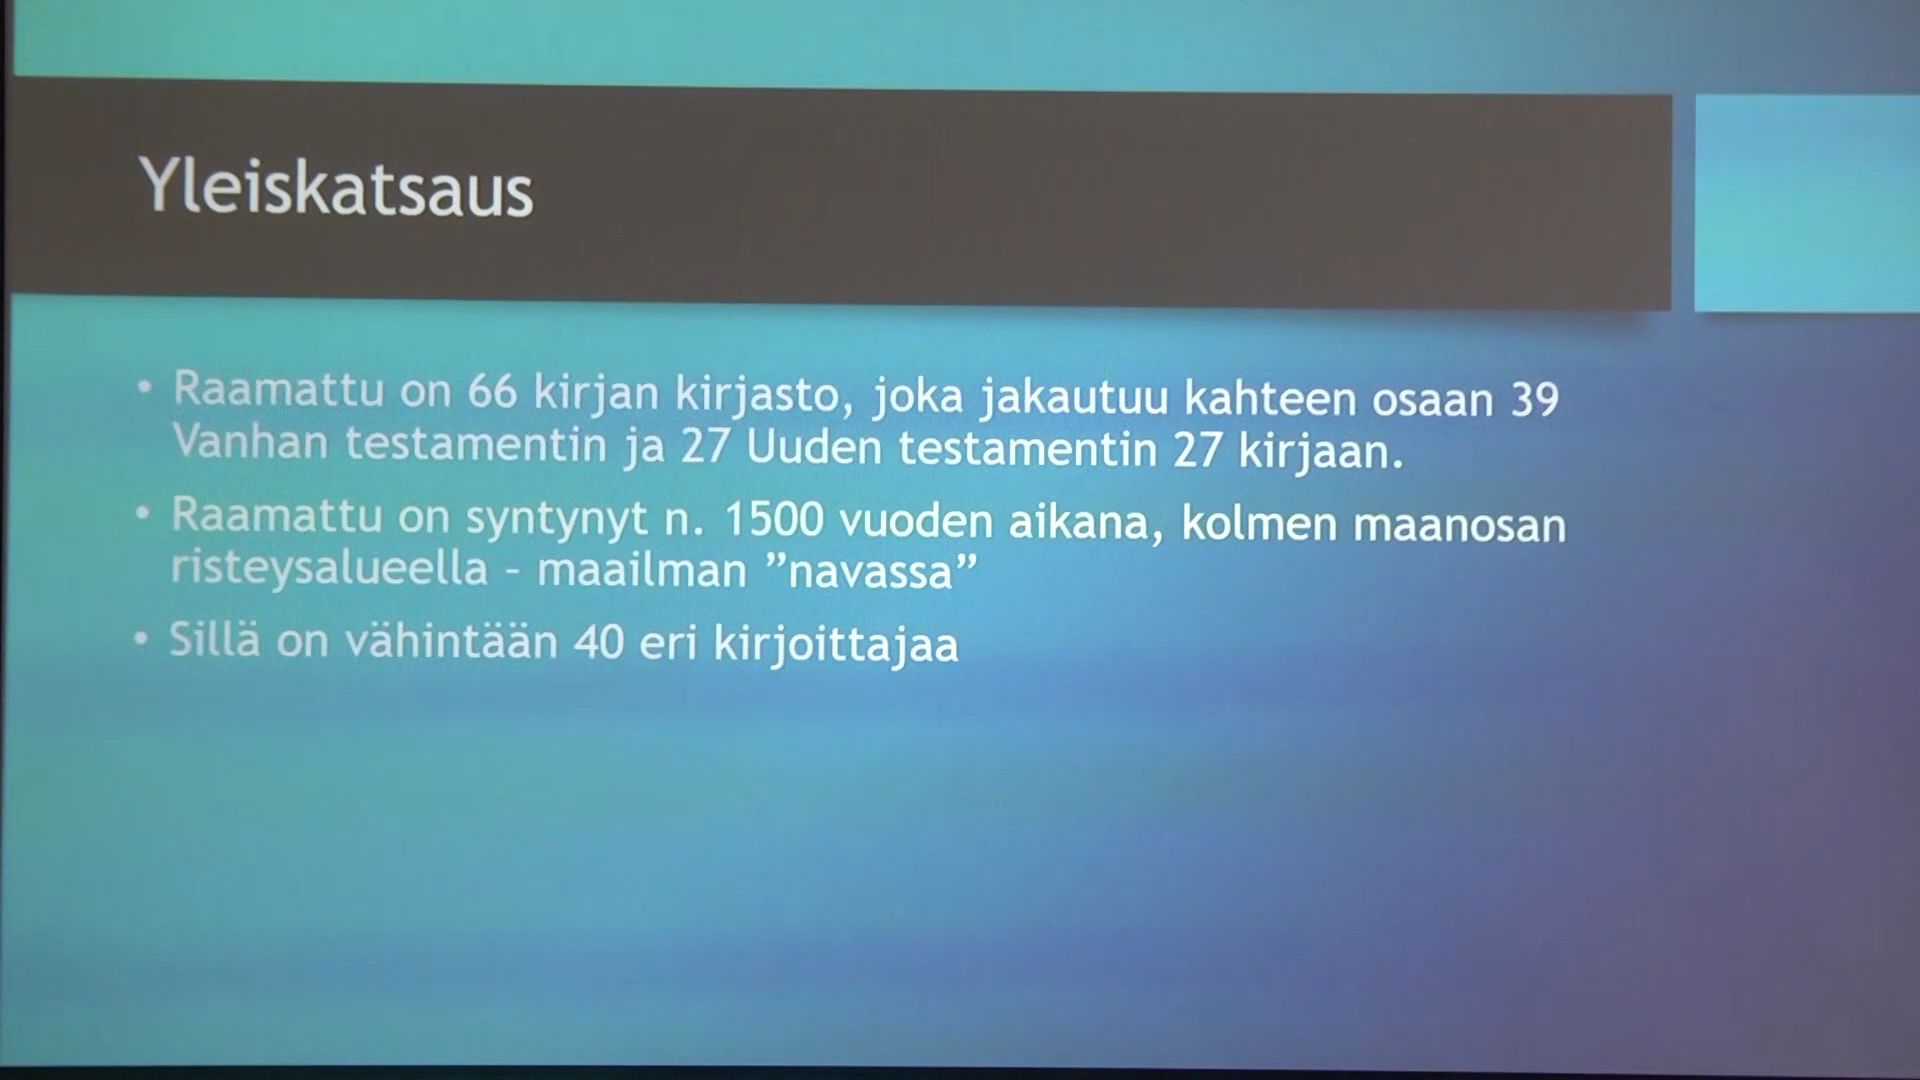 Yleiskatsaus
• Raamattu on 66 kirjan kirjasto, joka jakautuu kahteen osaan 39
Vanhan testamentin ja 27 Uuden testamentin 27 kirjaan.
• Raamattu on syntynyt n. 1500 vuoden aikana, kolmen maanosan
risteysalueella - maailman ”navassa”
• Sillä on vähintään 40 eri kirjoittajaa